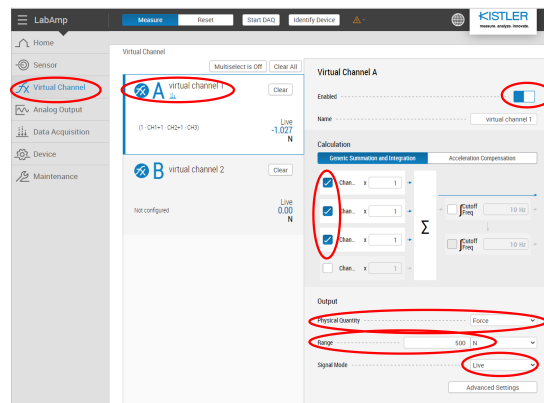 LabAmp
Measure
Reset
Start DAQ
Identify Device
KISTLER
measure. analyze. innovate.
Home
Sensor
Virtual Channel
Analog Output
Data Acquisition
Device
Maintenance
Virtual Channel
Multiselect is Off
Clear All
A virtual channel 1
Clear
(1 · CH1+1 · CH2+1 · CH3)
Live
-1.027
N
B virtual channel 2
Clear
Not configured
Live
0.00
N
Virtual Channel A
Enabled
Name
virtual channel 1
Calculation
Generic Summation and Integration
Acceleration Compensation
Chan... x 1
Chan... x 1
Chan... x 1
Chan... x 1
Σ
∫ Cutoff Freq 10 Hz
∫ Cutoff Freq 10 Hz
Output
Physical Quantity Force
Range 500 N
Signal Mode Live
Advanced Settings